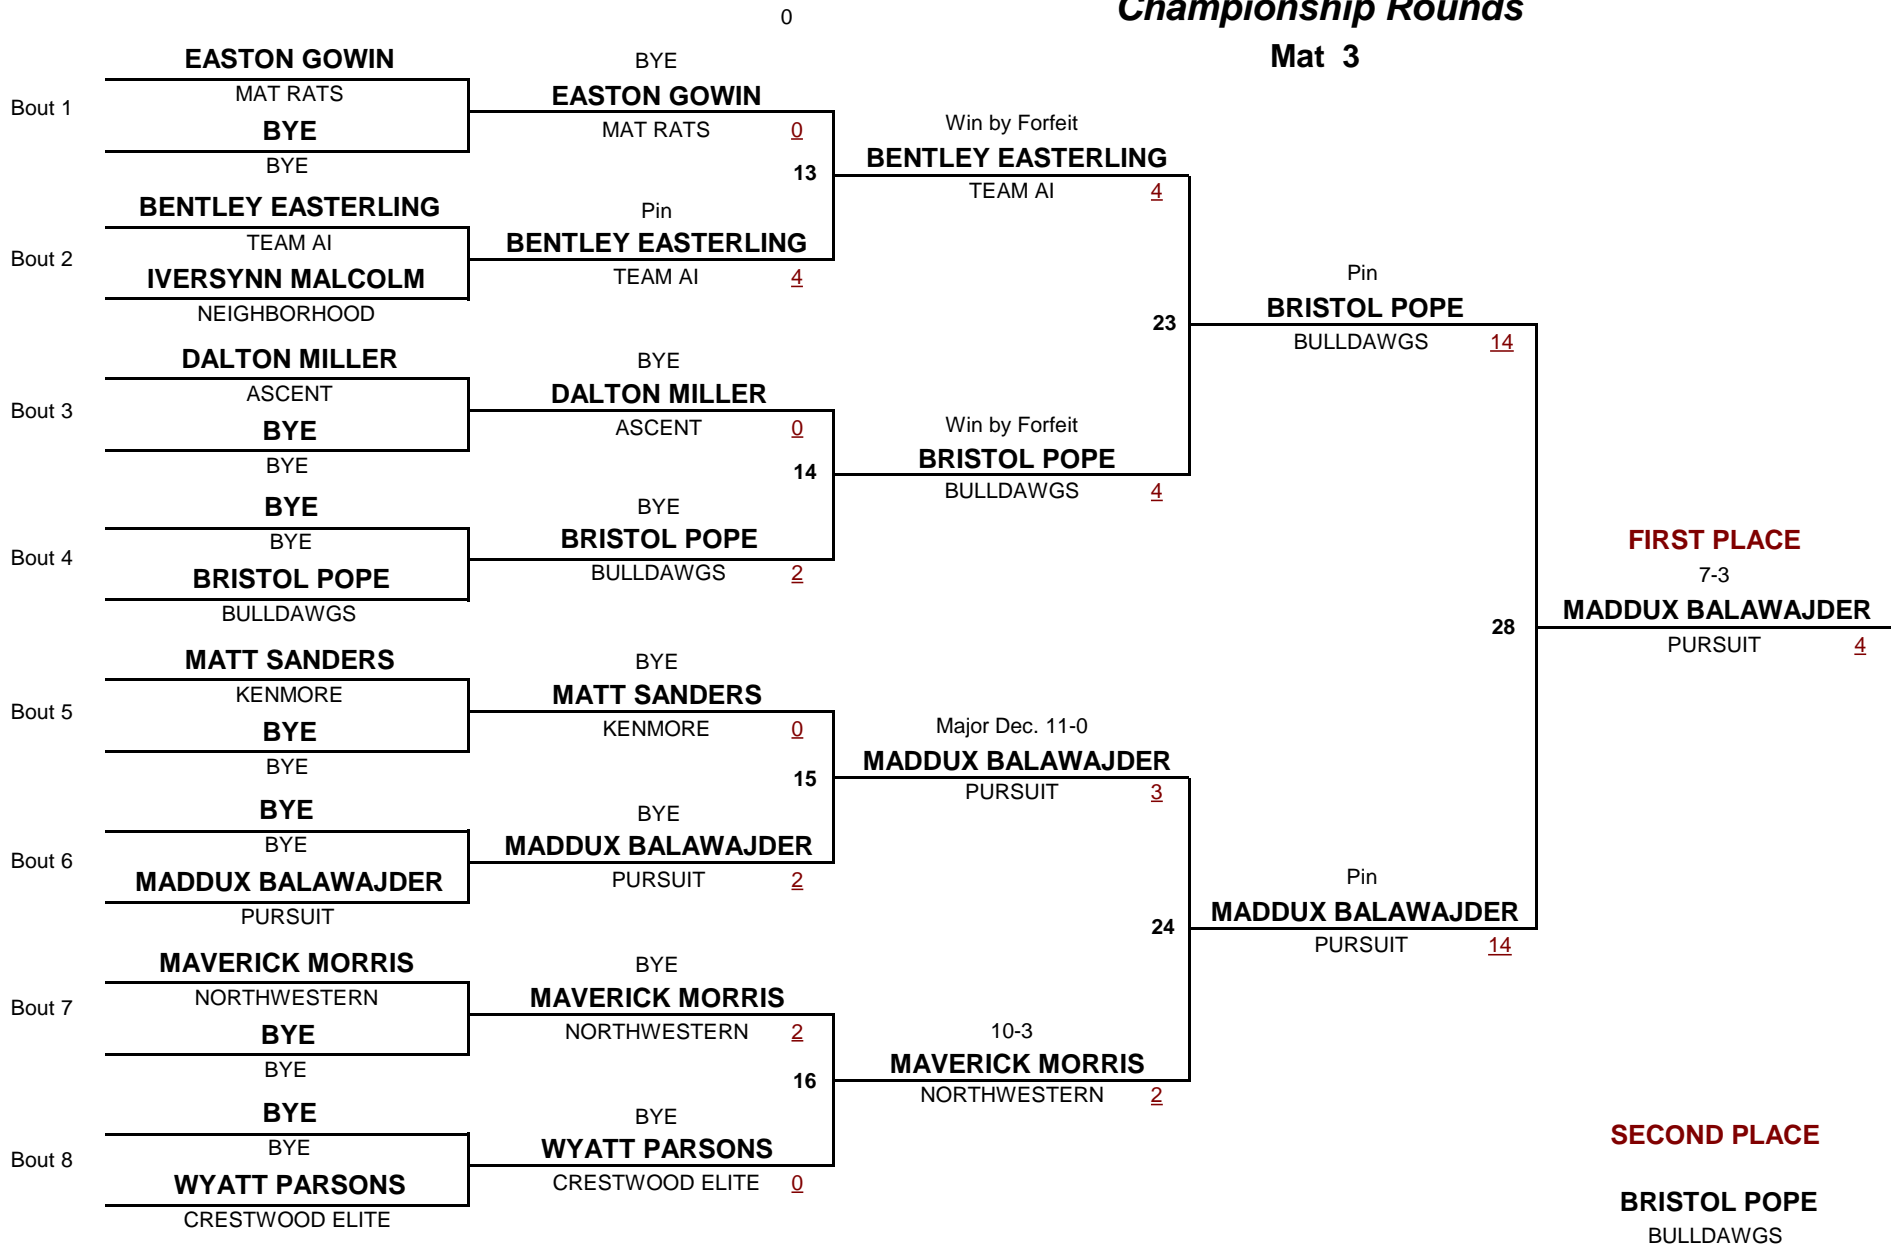 0
Championship Rounds
Mat 3
Bout 1
EASTON GOWIN
MAT RATS
BYE
BYE
Bout 2
BENTLEY EASTERLING
TEAM AI
IVERSYNN MALCOLM
NEIGHBORHOOD
Bout 3
DALTON MILLER
ASCENT
BYE
BYE
Bout 4
BYE
BYE
BRISTOL POPE
BULLDAWGS
Bout 5
MATT SANDERS
KENMORE
BYE
BYE
Bout 6
BYE
BYE
MADDUX BALAWAJDER
PURSUIT
Bout 7
MAVERICK MORRIS
NORTHWESTERN
BYE
BYE
Bout 8
BYE
BYE
WYATT PARSONS
CRESTWOOD ELITE
BYE
EASTON GOWIN
MAT RATS 0
13
Pin
BENTLEY EASTERLING
TEAM AI 4
BYE
DALTON MILLER
ASCENT 0
14
BYE
BRISTOL POPE
BULLDAWGS 2
BYE
MATT SANDERS
KENMORE 0
15
BYE
MADDUX BALAWAJDER
PURSUIT 2
BYE
MAVERICK MORRIS
NORTHWESTERN 2
16
BYE
WYATT PARSONS
CRESTWOOD ELITE 0
Win by Forfeit
BENTLEY EASTERLING
TEAM AI 4
23
Win by Forfeit
BRISTOL POPE
BULLDAWGS 4
Major Dec. 11-0
MADDUX BALAWAJDER
PURSUIT 3
24
10-3
MAVERICK MORRIS
NORTHWESTERN 2
Pin
BRISTOL POPE
BULLDAWGS 14
28
Pin
MADDUX BALAWAJDER
PURSUIT 14
FIRST PLACE
7-3
MADDUX BALAWAJDER
PURSUIT 4
SECOND PLACE
BRISTOL POPE
BULLDAWGS